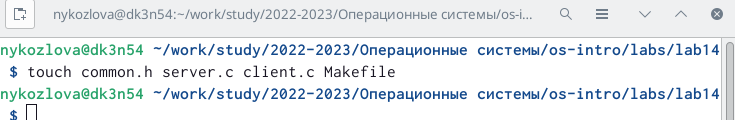 nykozlova@dk3n54:~/work/study/2022-2023/Операционные системы/os-i...
nykozlova@dk3n54 ~/work/study/2022-2023/Операционные системы/os-intro/labs/lab14
$ touch common.h server.c client.c Makefile
nykozlova@dk3n54 ~/work/study/2022-2023/Операционные системы/os-intro/labs/lab14
$